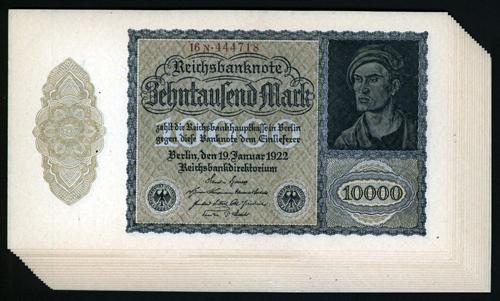 16 N·444718
Reichsbanknote
Zehntausend Mark
zahlt die Reichsbankhauptkasse in Berlin
gegen diese Banknote dem Einlieferer
Berlin, den 19. Januar 1922
Reichsbankdirektorium
10000